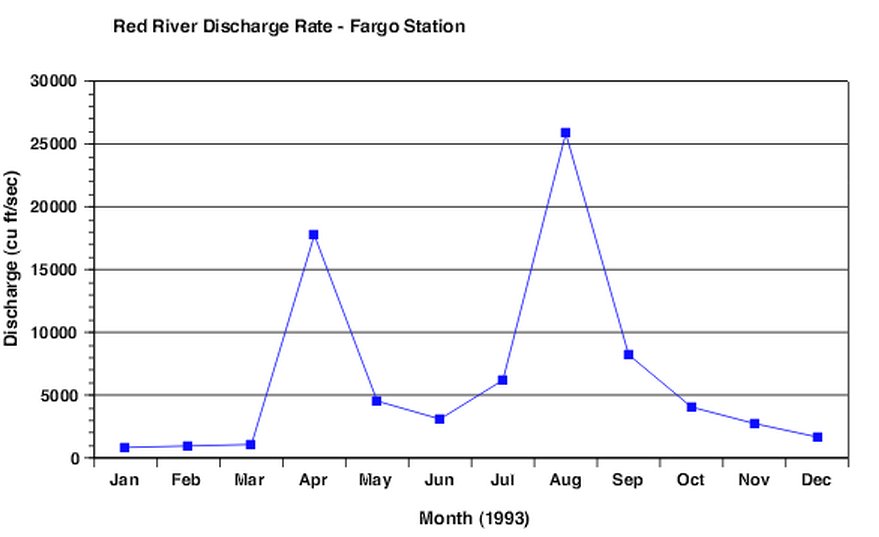 Red River Discharge Rate - Fargo Station
30000
25000
20000
15000
10000
5000
0
Discharge (cu ft/sec)
Jan Feb Mar Apr May Jun Jul Aug Sep Oct Nov Dec
Month (1993)